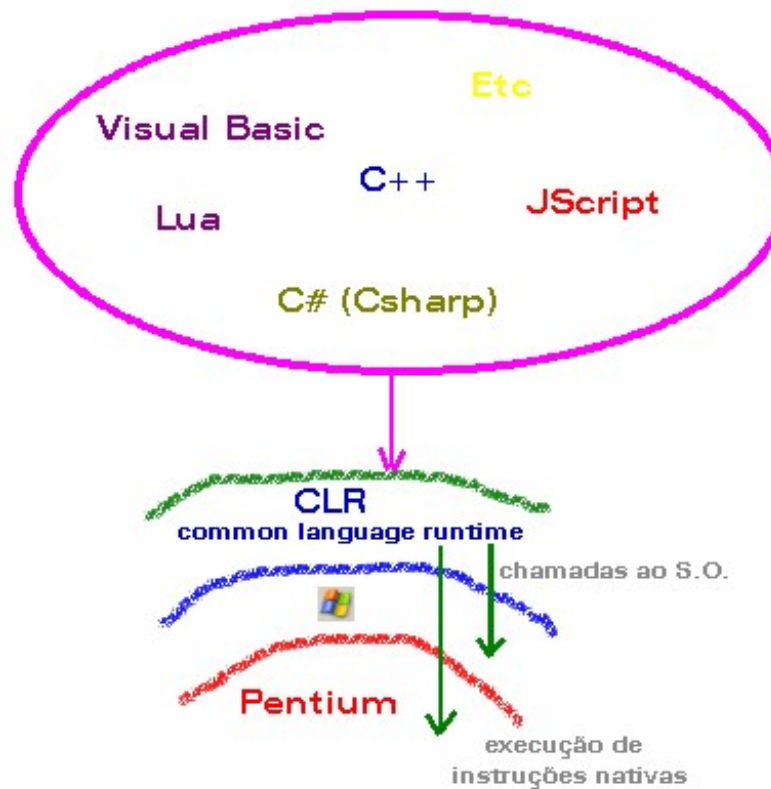 Etc
Visual Basic
C++
Lua
JScript
C# (Csharp)
CLR
common language runtime
chamadas ao S.O.
Pentium
execução de
instruções nativas